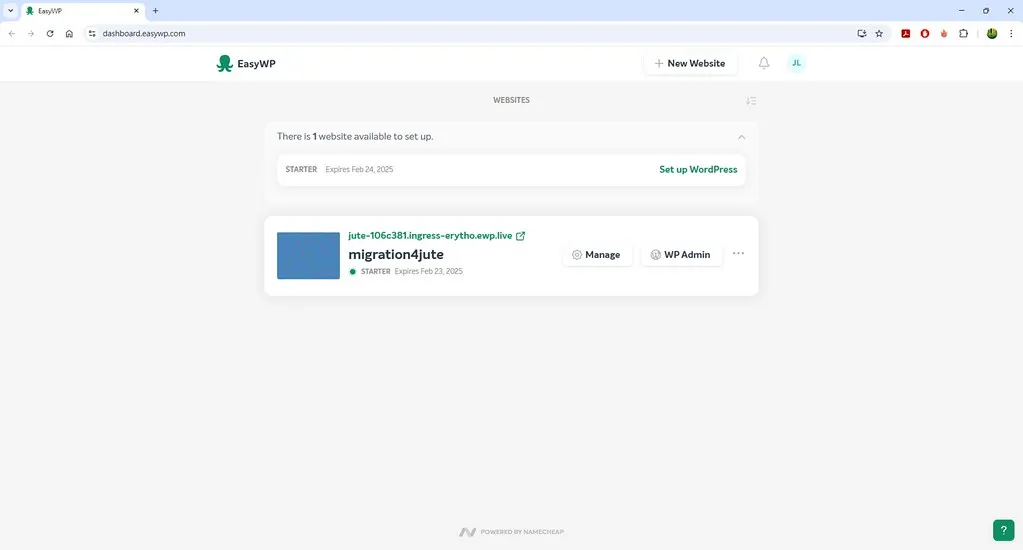 EasyWP
dashboard.easywp.com
EasyWP
New Website
JL
WEBSITES
There is 1 website available to set up.
STARTER Expires Feb 24, 2025
Set up WordPress
jute-106c381.ingress-erytho.ewp.live
migration4jute
STARTER Expires Feb 23, 2025
Manage
WP Admin
POWERED BY NAMECHEAP
?